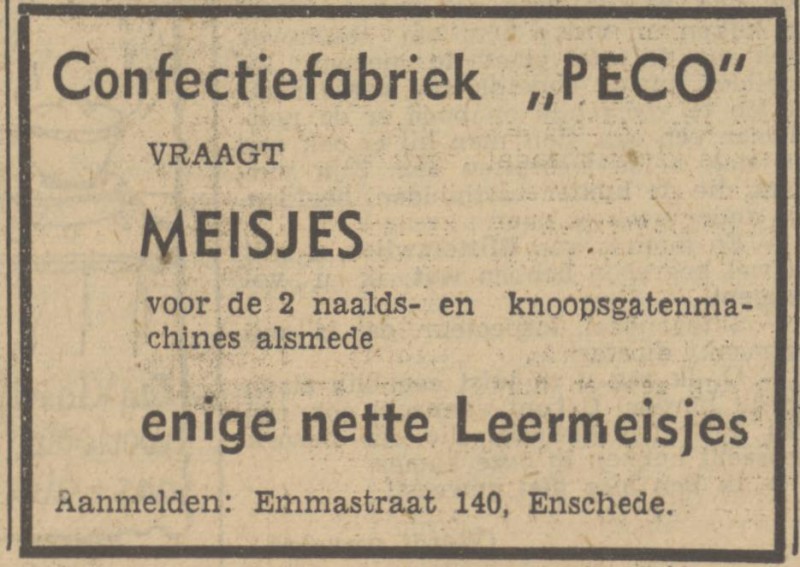 Confectiefabriek „PECO"
VRAAGT
MEISJES
voor de 2 naalds- en knoopsgatenma-
chines alsmede
enige nette Leermeisjes
Aanmelden: Emmastraat 140, Enschede.